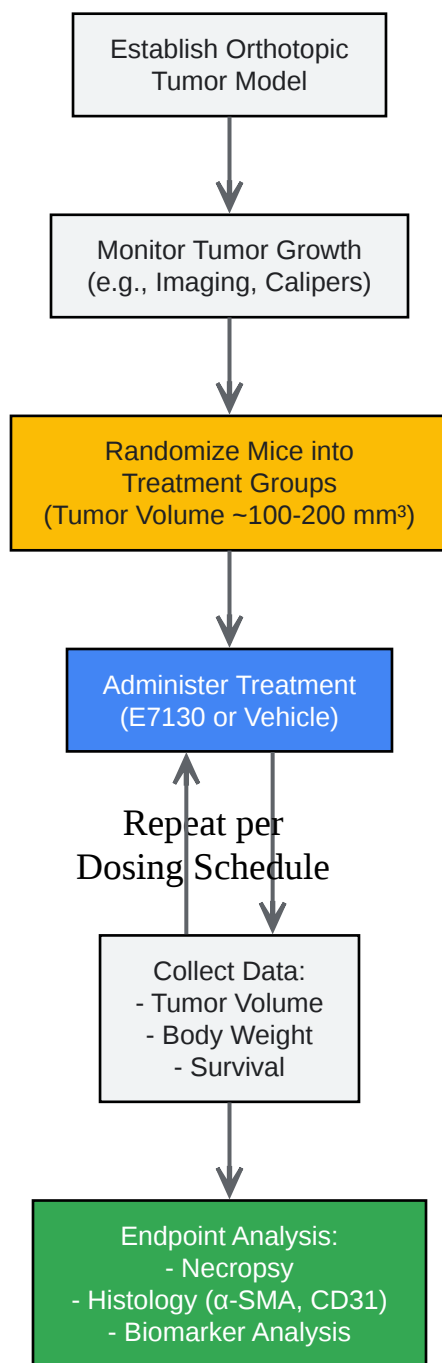 Establish Orthotopic
Tumor Model
Monitor Tumor Growth
(e.g., Imaging, Calipers)
Randomize Mice into
Treatment Groups
(Tumor Volume ~100-200 mm³)
Administer Treatment
(E7130 or Vehicle)
Repeat per
Dosing Schedule
Collect Data:
- Tumor Volume
- Body Weight
- Survival
Endpoint Analysis:
- Necropsy
- Histology (α-SMA, CD31)
- Biomarker Analysis